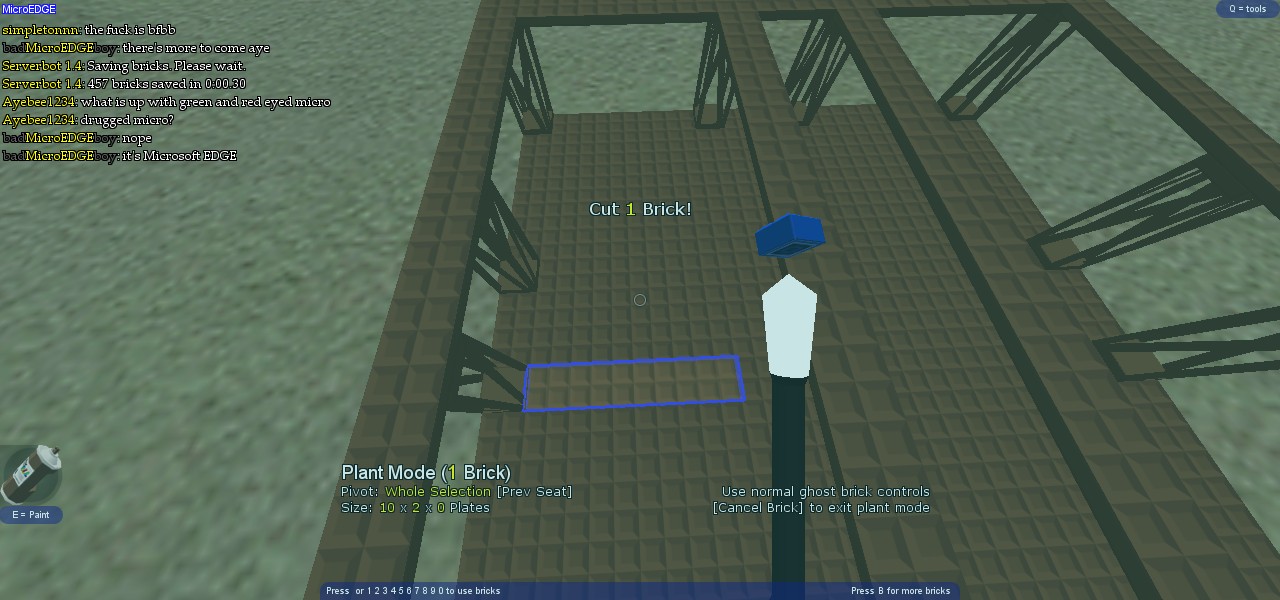 MicroEDGE
Q = tools
simpletonnn: the fuck is bfbb
badMicroEDGEboy: there's more to come aye
Serverbot 1.4: Saving bricks. Please wait.
Serverbot 1.4: 457 bricks saved in 0:00.30
Ayebee1234: what is up with green and red eyed micro
Ayebee1234: drugged micro?
badMicroEDGEboy: nope
badMicroEDGEboy: it's Microsoft EDGE
Cut 1 Brick!
Plant Mode (1 Brick)
Pivot: Whole Selection [Prev Seat]
Size: 10 x 2 x 0 Plates
Use normal ghost brick controls
[Cancel Brick] to exit plant mode
E = Paint
Press  or 1 2 3 4 5 6 7 8 9 0 to use bricks
Press B for more bricks